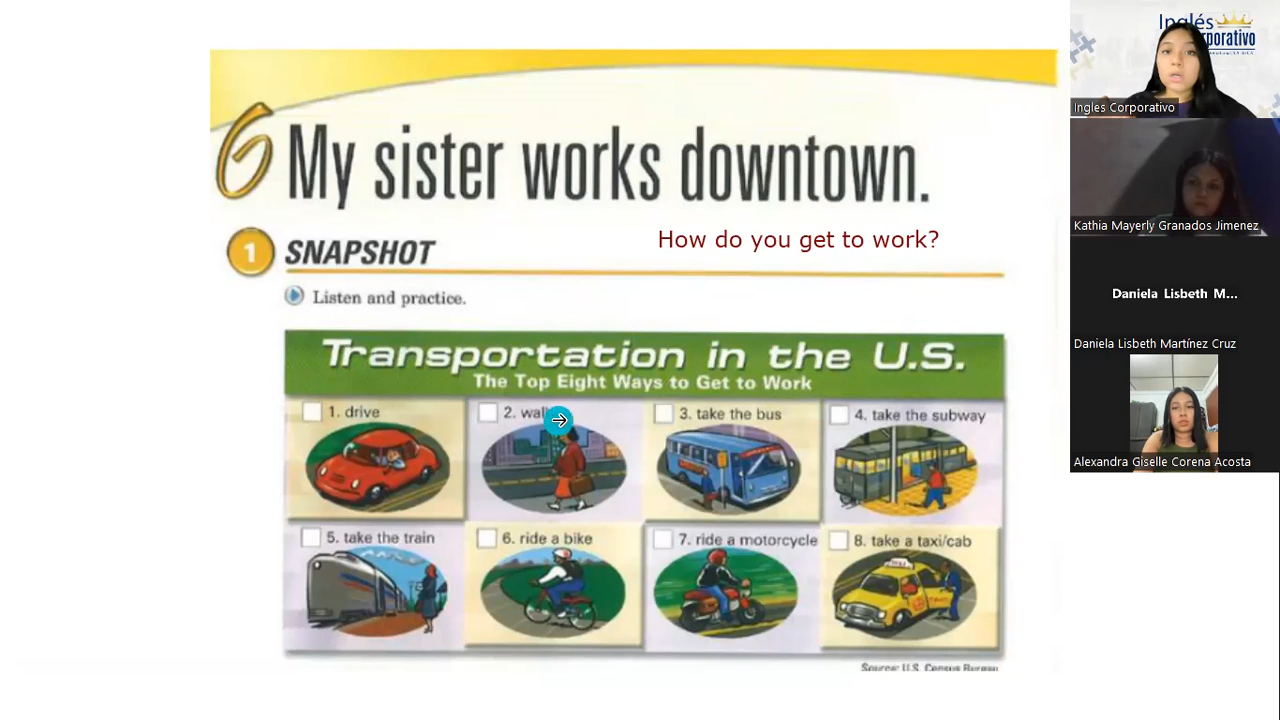 6 My sister works downtown.
1 SNAPSHOT
How do you get to work?
Listen and practice.
Transportation in the U.S.
The Top Eight Ways to Get to Work
1. drive
2. walk
3. take the bus
4. take the subway
5. take the train
6. ride a bike
7. ride a motorcycle
8. take a taxi/cab
Source: U.S. Census Bureau
Inglés
Corporativo
Ingles Corporativo
Kathia Mayerly Granados Jimenez
Daniela Lisbeth M...
Daniela Lisbeth Martínez Cruz
Alexandra Giselle Corena Acosta